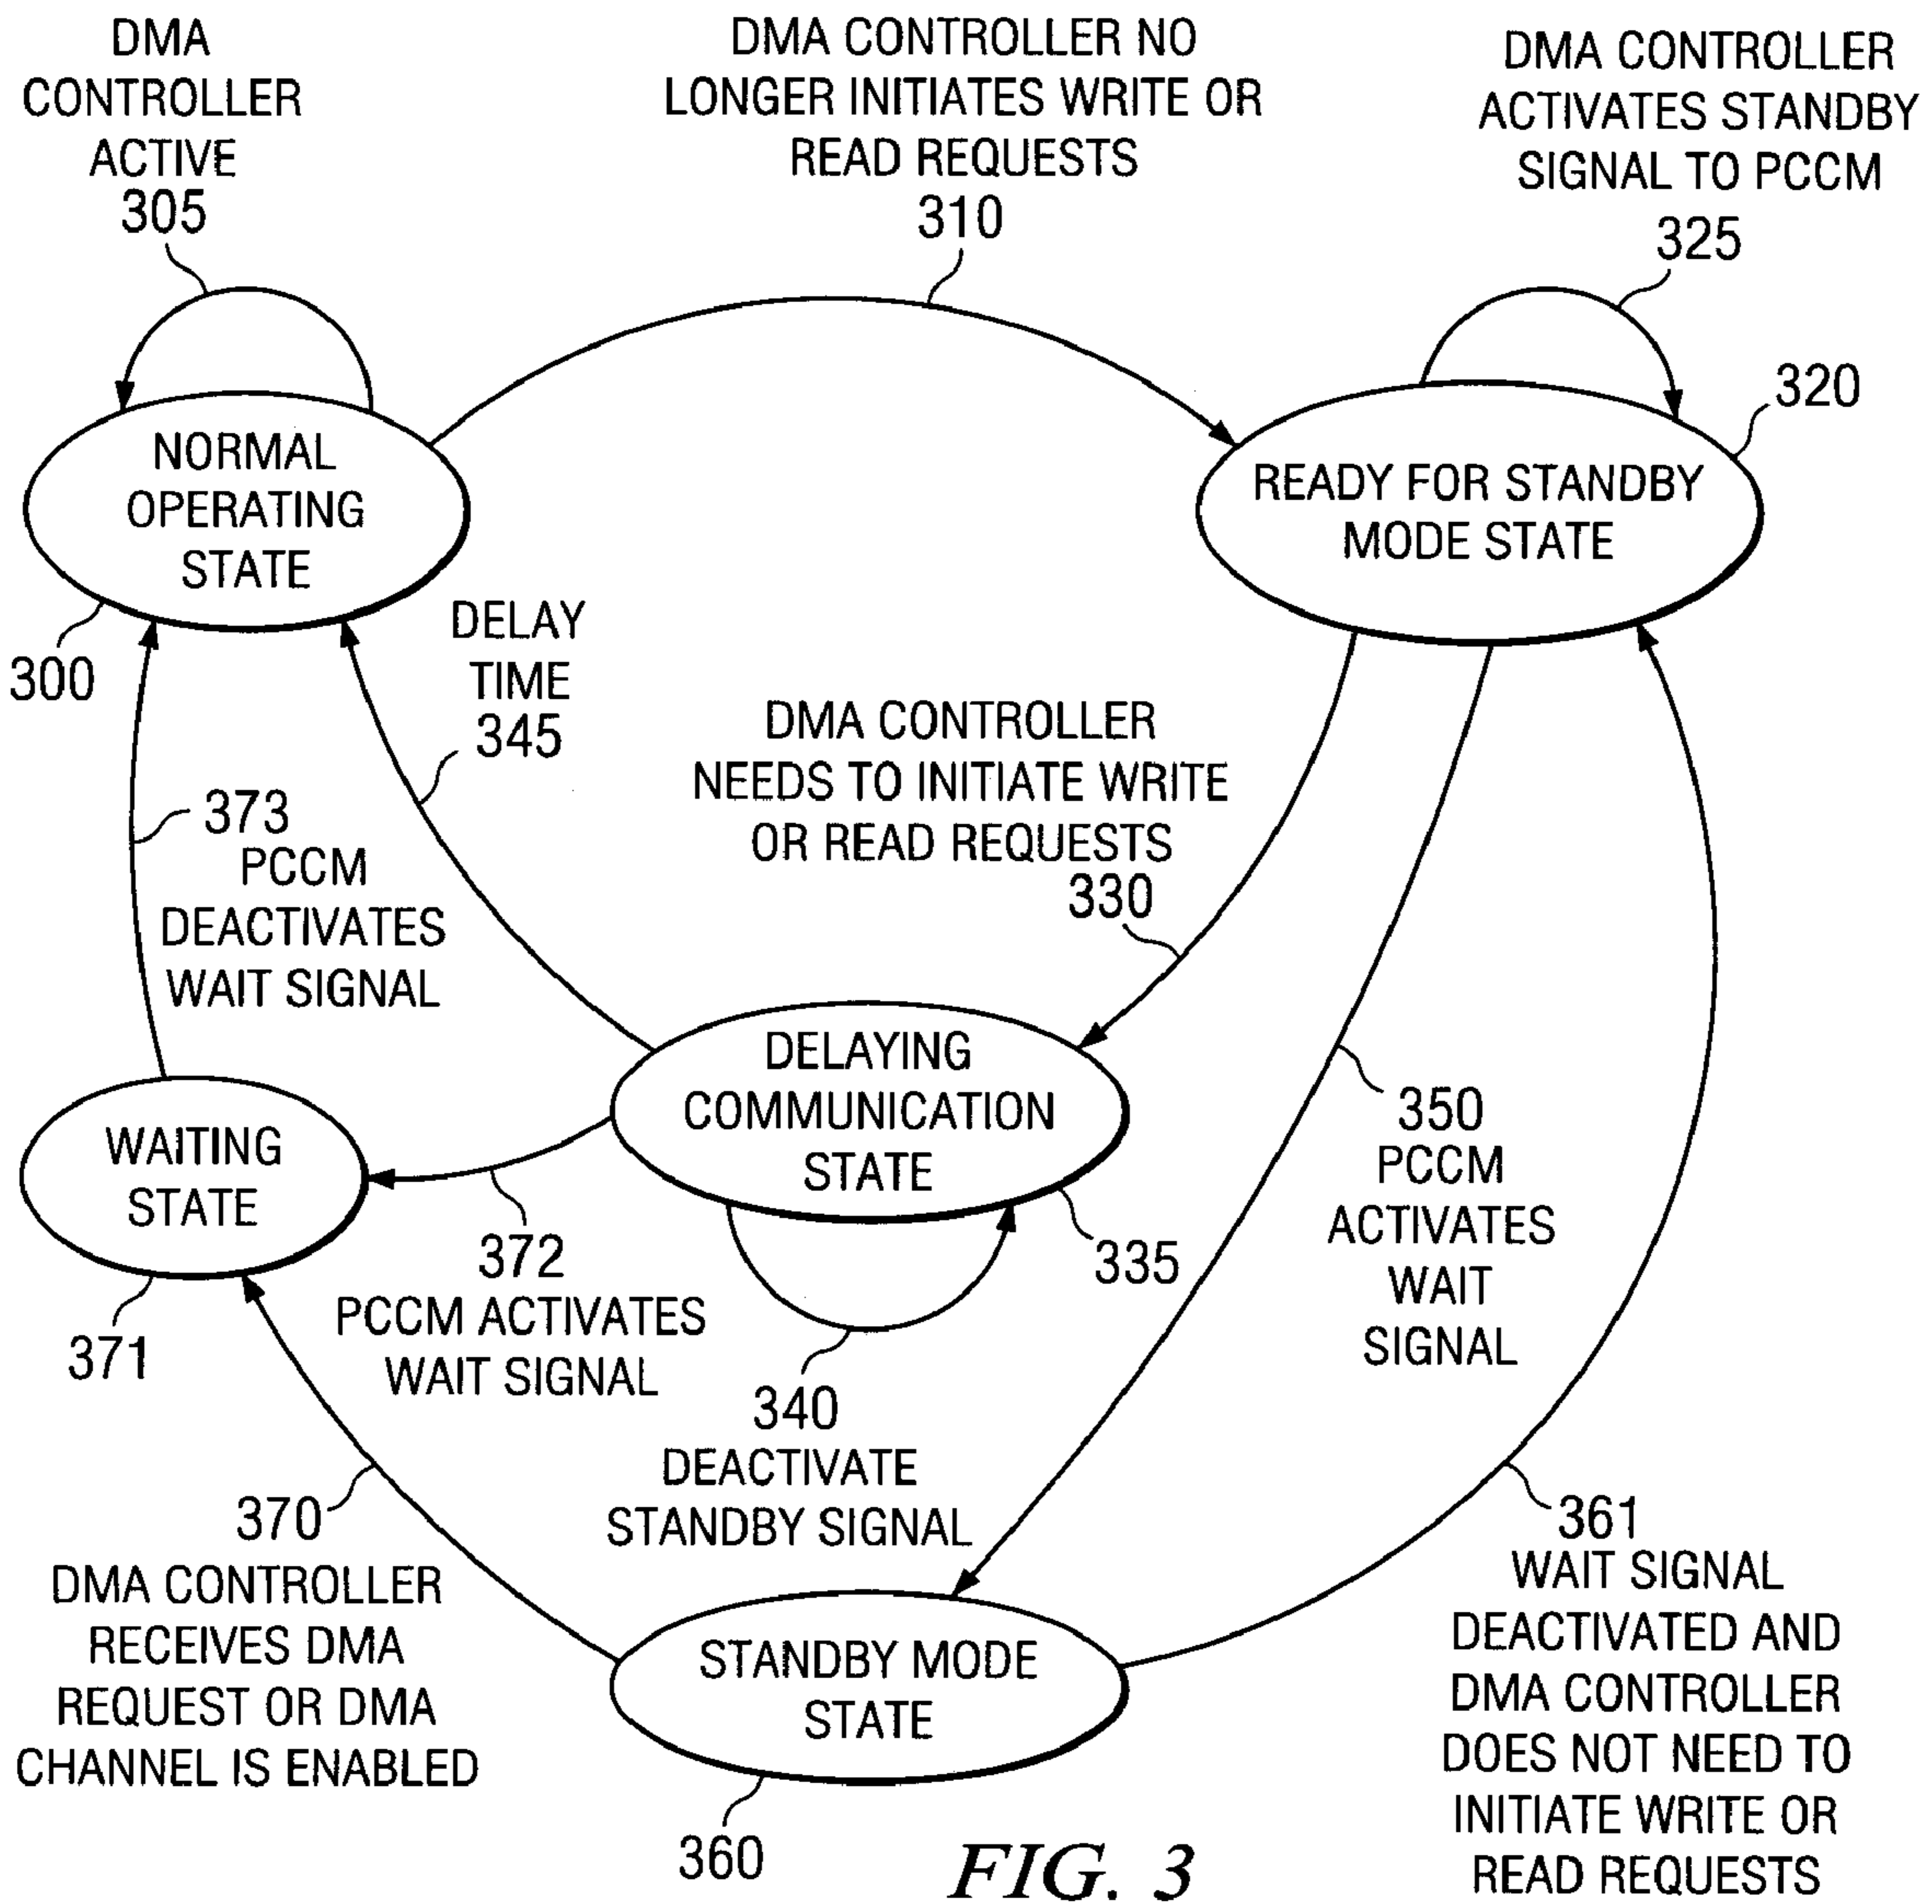 DMA
CONTROLLER
ACTIVE
305
DMA CONTROLLER NO
LONGER INITIATES WRITE OR
READ REQUESTS
310
DMA CONTROLLER
ACTIVATES STANDBY
SIGNAL TO PCCM
325
320
NORMAL
OPERATING
STATE
300
READY FOR STANDBY
MODE STATE
DELAY
TIME
345
DMA CONTROLLER
NEEDS TO INITIATE WRITE
OR READ REQUESTS
330
373
PCCM
DEACTIVATES
WAIT SIGNAL
DELAYING
COMMUNICATION
STATE
335
350
PCCM
ACTIVATES
WAIT
SIGNAL
WAITING
STATE
371
372
PCCM ACTIVATES
WAIT SIGNAL
340
DEACTIVATE
STANDBY SIGNAL
370
DMA CONTROLLER
RECEIVES DMA
REQUEST OR DMA
CHANNEL IS ENABLED
STANDBY MODE
STATE
360
361
WAIT SIGNAL
DEACTIVATED AND
DMA CONTROLLER
DOES NOT NEED TO
INITIATE WRITE OR
READ REQUESTS
FIG. 3